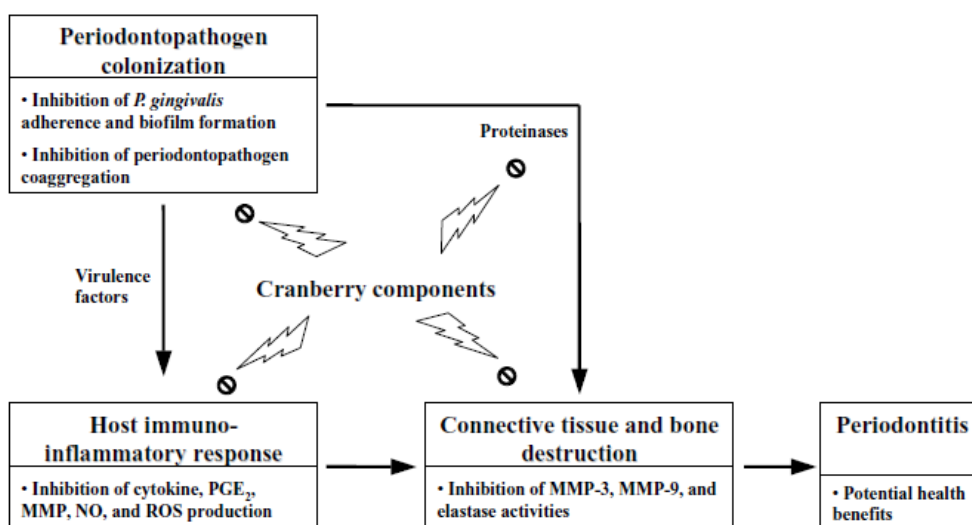 Periodontopathogen
colonization
• Inhibition of P. gingivalis
adherence and biofilm formation
• Inhibition of periodontopathogen
coaggregation
Proteinases
Virulence
factors
Cranberry components
Host immuno-
inflammatory response
• Inhibition of cytokine, PGE₂,
MMP, NO, and ROS production
Connective tissue and bone
destruction
• Inhibition of MMP-3, MMP-9, and
elastase activities
Periodontitis
• Potential health
benefits